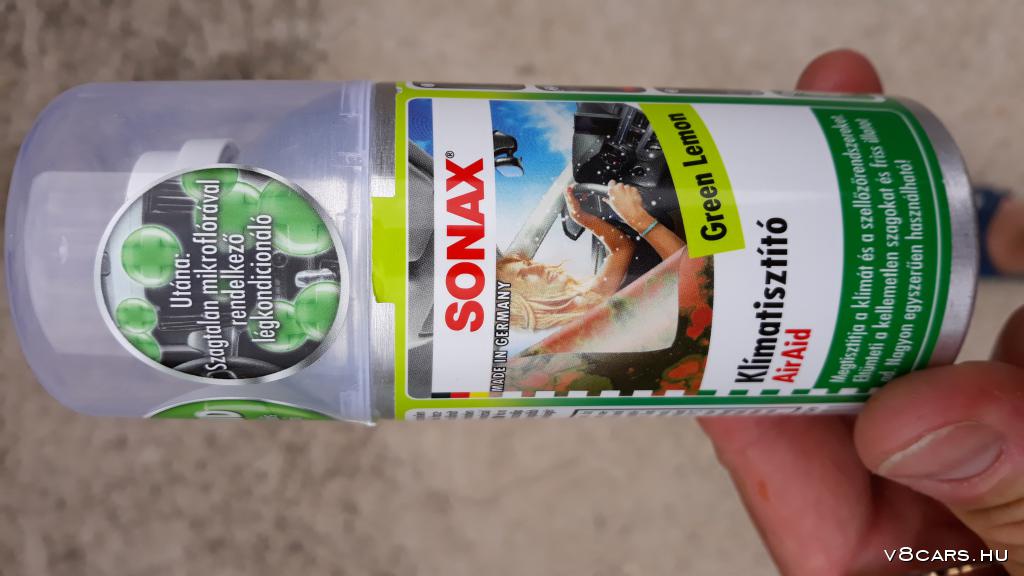 Utána:
Szagtalan mikroflórával
rendelkező
légkondicionáló
SONAX®
MADE IN GERMANY
Green Lemon
Klímatisztító
AirAid
Megtisztítja a klímát és a szellőzőrendszereket
Eltünteti a kellemetlen szagokat és friss illatot
Nagyon egyszerűen használható!
V8CARS.HU